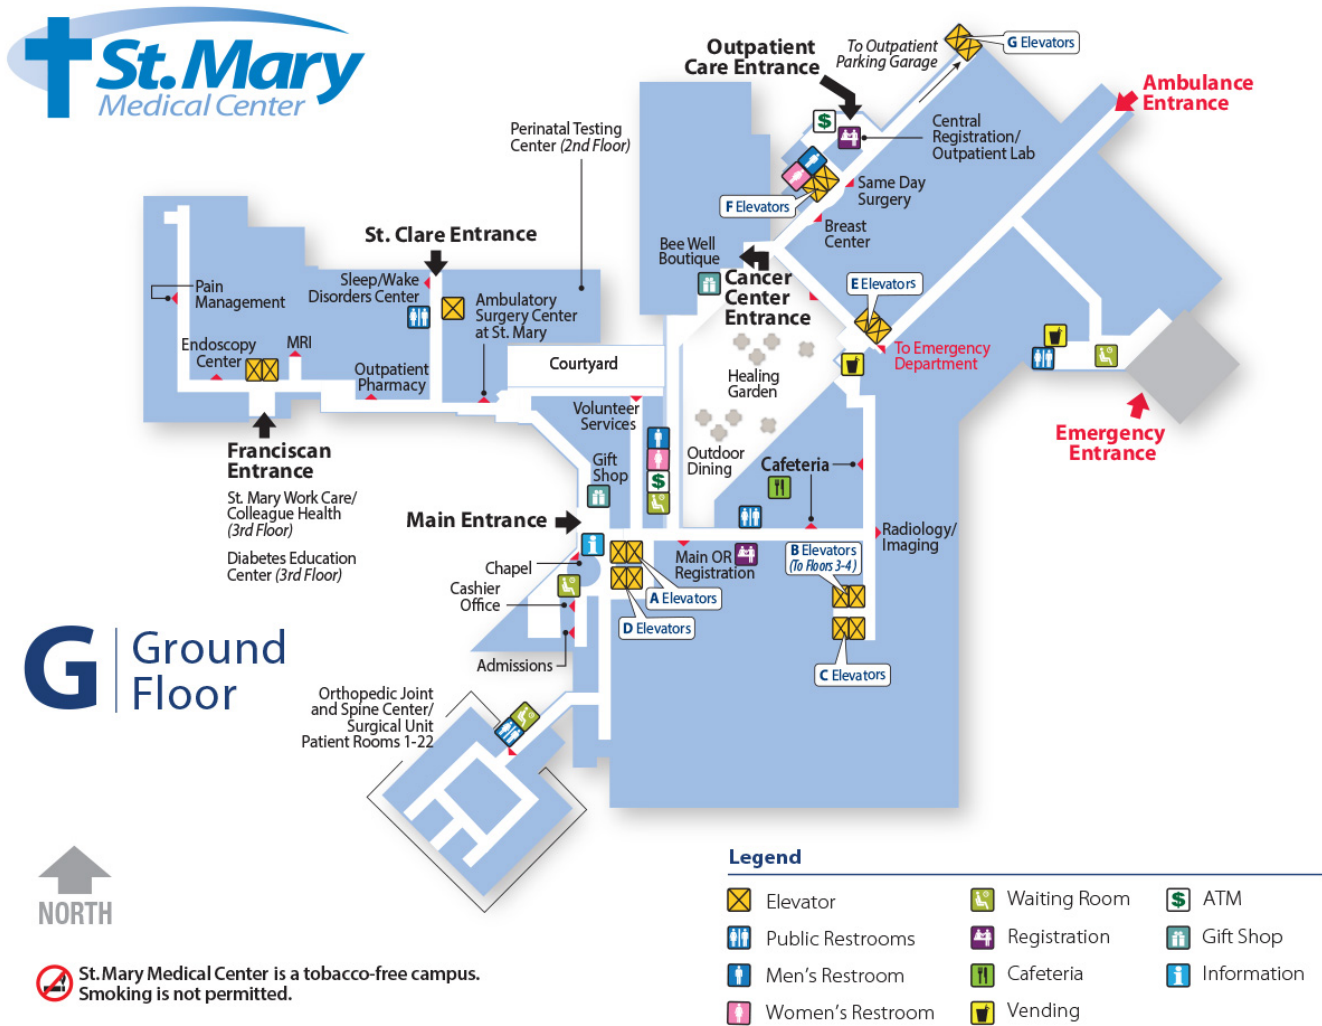 St. Mary
Medical Center
Outpatient
Care Entrance
To Outpatient
Parking Garage
G Elevators
Ambulance
Entrance
$
Central
Registration/
Outpatient Lab
Perinatal Testing
Center (2nd Floor)
Same Day
Surgery
F Elevators
Breast
Center
St. Clare Entrance
Bee Well
Boutique
Cancer
Center
Entrance
E Elevators
Sleep/Wake
Disorders Center
Pain
Management
Ambulatory
Surgery Center
at St. Mary
Endoscopy
Center
MRI
Outpatient
Pharmacy
Courtyard
To Emergency
Department
Healing
Garden
Volunteer
Services
Emergency
Entrance
Franciscan
Entrance
St. Mary Work Care/
Colleague Health
(3rd Floor)
Diabetes Education
Center (3rd Floor)
Gift
Shop
$
Outdoor
Dining
Cafeteria
Main Entrance
i
Radiology/
Imaging
Main OR
Registration
B Elevators
(To Floors 3-4)
Chapel
Cashier
Office
A Elevators
D Elevators
Admissions
C Elevators
G
Ground
Floor
Orthopedic Joint
and Spine Center/
Surgical Unit
Patient Rooms 1-22
NORTH
St. Mary Medical Center is a tobacco-free campus.
Smoking is not permitted.
Legend
Elevator
Public Restrooms
Men's Restroom
Women's Restroom
Waiting Room
Registration
Cafeteria
Vending
$ ATM
Gift Shop
i Information